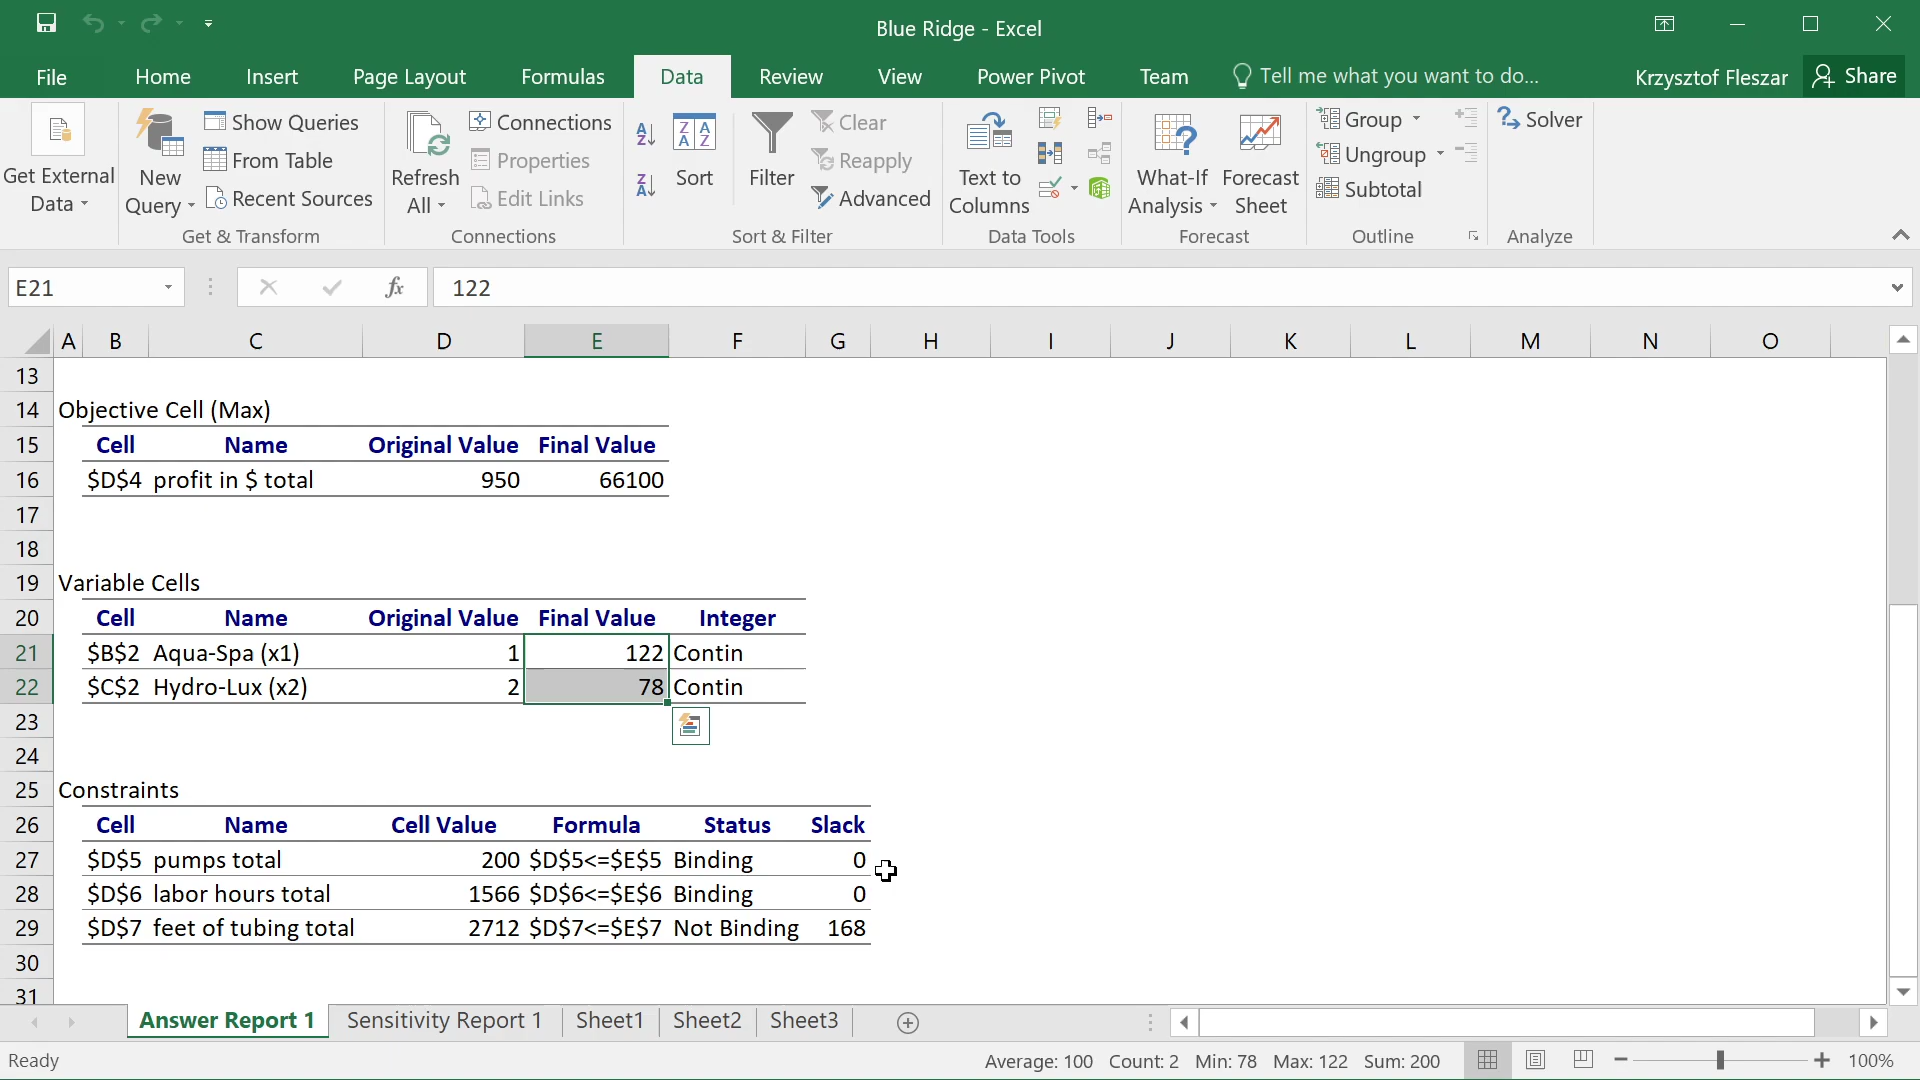 Blue Ridge - Excel
File Home Insert Page Layout Formulas Data Review View Power Pivot Team Tell me what you want to do... Krzysztof Fleszar Share
Get External Data
New Query
Show Queries
From Table
Recent Sources
Get & Transform
Refresh All
Connections
Properties
Edit Links
Connections
Sort
Filter
Clear
Reapply
Advanced
Sort & Filter
Text to Columns
Data Tools
What-If Analysis
Forecast Sheet
Forecast
Group
Ungroup
Subtotal
Outline
Solver
Analyze
E21 fx 122
A B C D E F G H I J K L M N O
13
14 Objective Cell (Max)
15 Cell Name Original Value Final Value
16 $D$4 profit in $ total 950 66100
17
18
19 Variable Cells
20 Cell Name Original Value Final Value Integer
21 $B$2 Aqua-Spa (x1) 1 122 Contin
22 $C$2 Hydro-Lux (x2) 2 78 Contin
23
24
25 Constraints
26 Cell Name Cell Value Formula Status Slack
27 $D$5 pumps total 200 $D$5<=$E$5 Binding 0
28 $D$6 labor hours total 1566 $D$6<=$E$6 Binding 0
29 $D$7 feet of tubing total 2712 $D$7<=$E$7 Not Binding 168
30
31
Answer Report 1 Sensitivity Report 1 Sheet1 Sheet2 Sheet3
Ready Average: 100 Count: 2 Min: 78 Max: 122 Sum: 200 100%